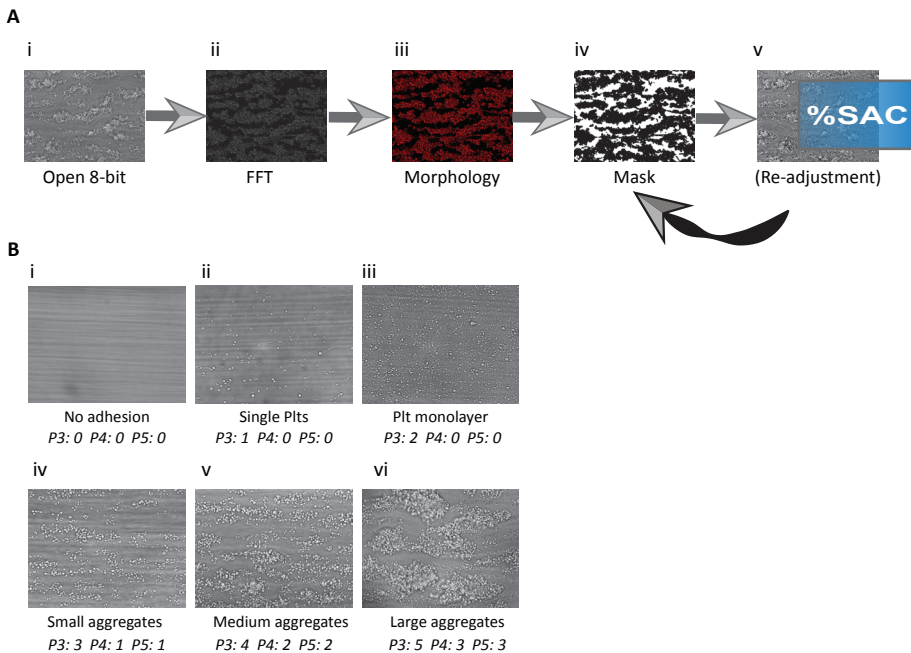 A
i ii iii iv v
%SAC
Open 8-bit FFT Morphology Mask (Re-adjustment)
B
i ii iii
No adhesion Single Plts Plt monolayer
P3: 0 P4: 0 P5: 0 P3: 1 P4: 0 P5: 0 P3: 2 P4: 0 P5: 0
iv v vi
Small aggregates Medium aggregates Large aggregates
P3: 3 P4: 1 P5: 1 P3: 4 P4: 2 P5: 2 P3: 5 P4: 3 P5: 3